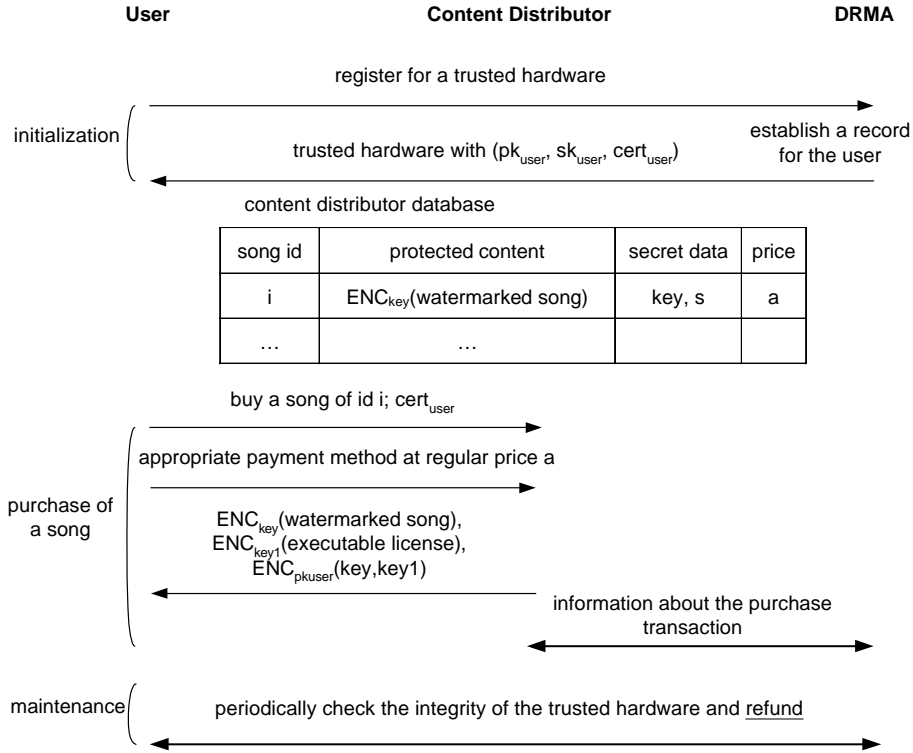 User Content Distributor DRMA
register for a trusted hardware
initialization
establish a record
for the user
trusted hardware with (pkuser, skuser, certuser)
content distributor database
song id protected content secret data price
i ENCkey(watermarked song) key, s a
… …
buy a song of id i; certuser
appropriate payment method at regular price a
purchase of
a song
ENCkey(watermarked song),
ENCkey1(executable license),
ENCpkuser(key,key1)
information about the purchase
transaction
maintenance
periodically check the integrity of the trusted hardware and refund